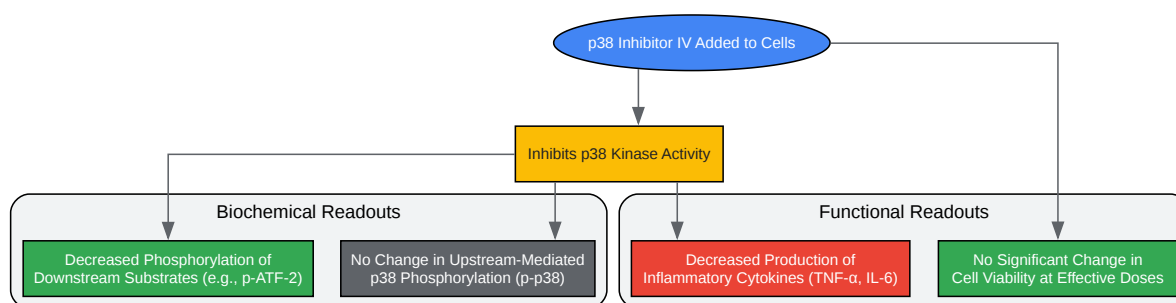 p38 Inhibitor IV Added to Cells
Inhibits p38 Kinase Activity
Biochemical Readouts
Functional Readouts
Decreased Phosphorylation of
Downstream Substrates (e.g., p-ATF-2)
No Change in Upstream-Mediated
p38 Phosphorylation (p-p38)
Decreased Production of
Inflammatory Cytokines (TNF-α, IL-6)
No Significant Change in
Cell Viability at Effective Doses